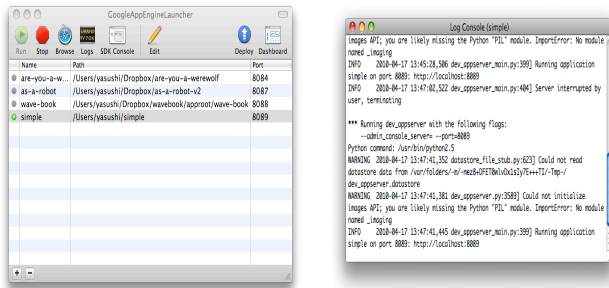 GoogleAppEngineLauncher
Run Stop Browse Logs SDK Console Edit Deploy Dashboard
Name Path Port
are-you-a-w... /Users/yasushi/Dropbox/are-you-a-werewolf 8084
as-a-robot /Users/yasushi/Dropbox/as-a-robot-v2 8087
wave-book /Users/yasushi/Dropbox/wavebook/approot/wave-book 8088
simple /Users/yasushi/simple 8089
Log Console (simple)
images API; you are likely missing the Python "PIL" module. ImportError: No module
named _imaging
INFO 2010-04-17 13:45:28,506 dev_appserver_main.py:399] Running application
simple on port 8089: http://localhost:8089
INFO 2010-04-17 13:47:02,522 dev_appserver_main.py:404] Server interrupted by
user, terminating
*** Running dev_appserver with the following flags:
--admin_console_server= --port=8089
Python command: /usr/bin/python2.5
WARNING 2010-04-17 13:47:41,352 datastore_file_stub.py:623] Could not read
datastore data from
dev_appserver.datastore
WARNING 2010-04-17 13:47:41,381 dev_appserver.py:3589] Could not initialize
images API; you are likely missing the Python "PIL" module. ImportError: No module
named _imaging
INFO 2010-04-17 13:47:41,445 dev_appserver_main.py:399] Running application
simple on port 8089: http://localhost:8089